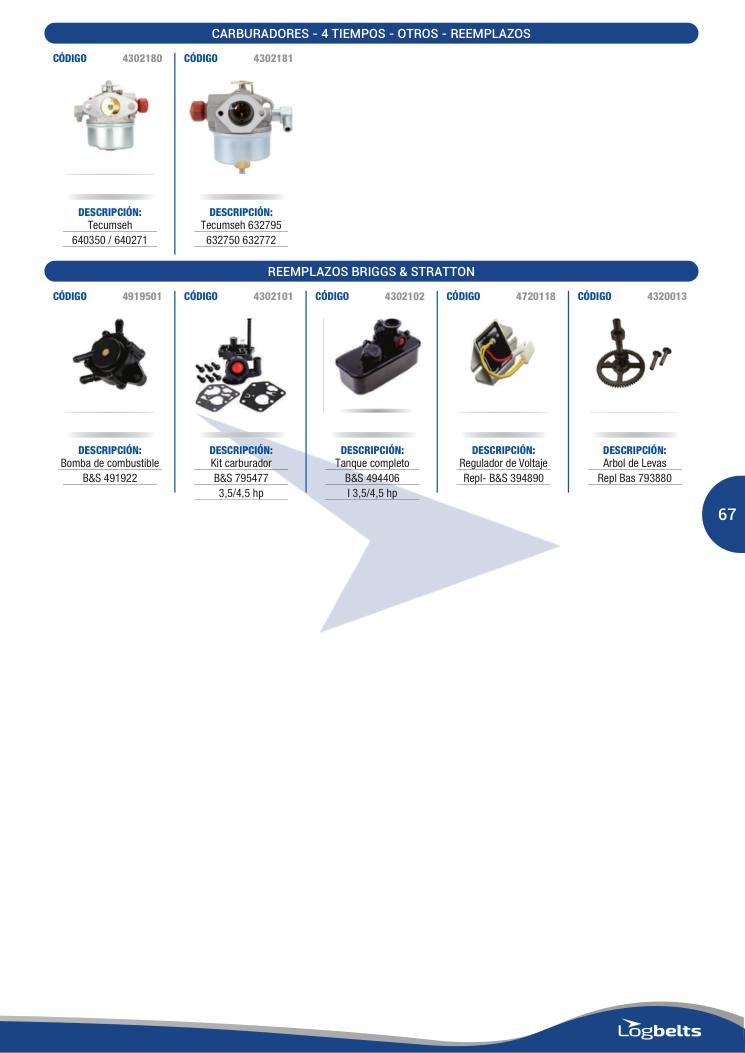 CARBURADORES - 4 TIEMPOS - OTROS - REEMPLAZOS
CÓDIGO 4302180
DESCRIPCIÓN:
Tecumseh
640350 / 640271
CÓDIGO 4302181
DESCRIPCIÓN:
Tecumseh 632795
632750 632772
REEMPLAZOS BRIGGS & STRATTON
CÓDIGO 4919501
DESCRIPCIÓN:
Bomba de combustible
B&S 491922
CÓDIGO 4302101
DESCRIPCIÓN:
Kit carburador
B&S 795477
3,5/4,5 hp
CÓDIGO 4302102
DESCRIPCIÓN:
Tanque completo
B&S 494406
I 3,5/4,5 hp
CÓDIGO 4720118
DESCRIPCIÓN:
Regulador de Voltaje
Repl- B&S 394890
CÓDIGO 4320013
DESCRIPCIÓN:
Arbol de Levas
Repl Bas 793880
67
Logbelts